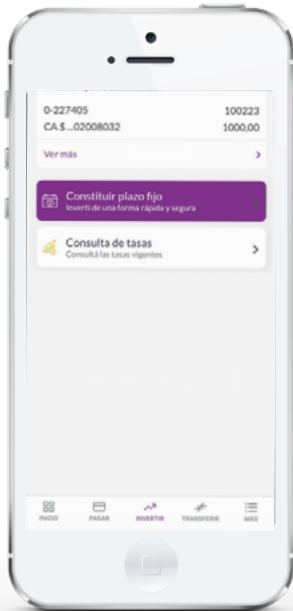 0-227405 100223
CA $ ...02008032 1000,00
Ver más
Constituir plazo fijo
Invertí de una forma rápida y segura
Consulta de tasas
Consultá las tasas vigentes
INICIO PAGAR INVERTIR TRANSFERIR MÁS